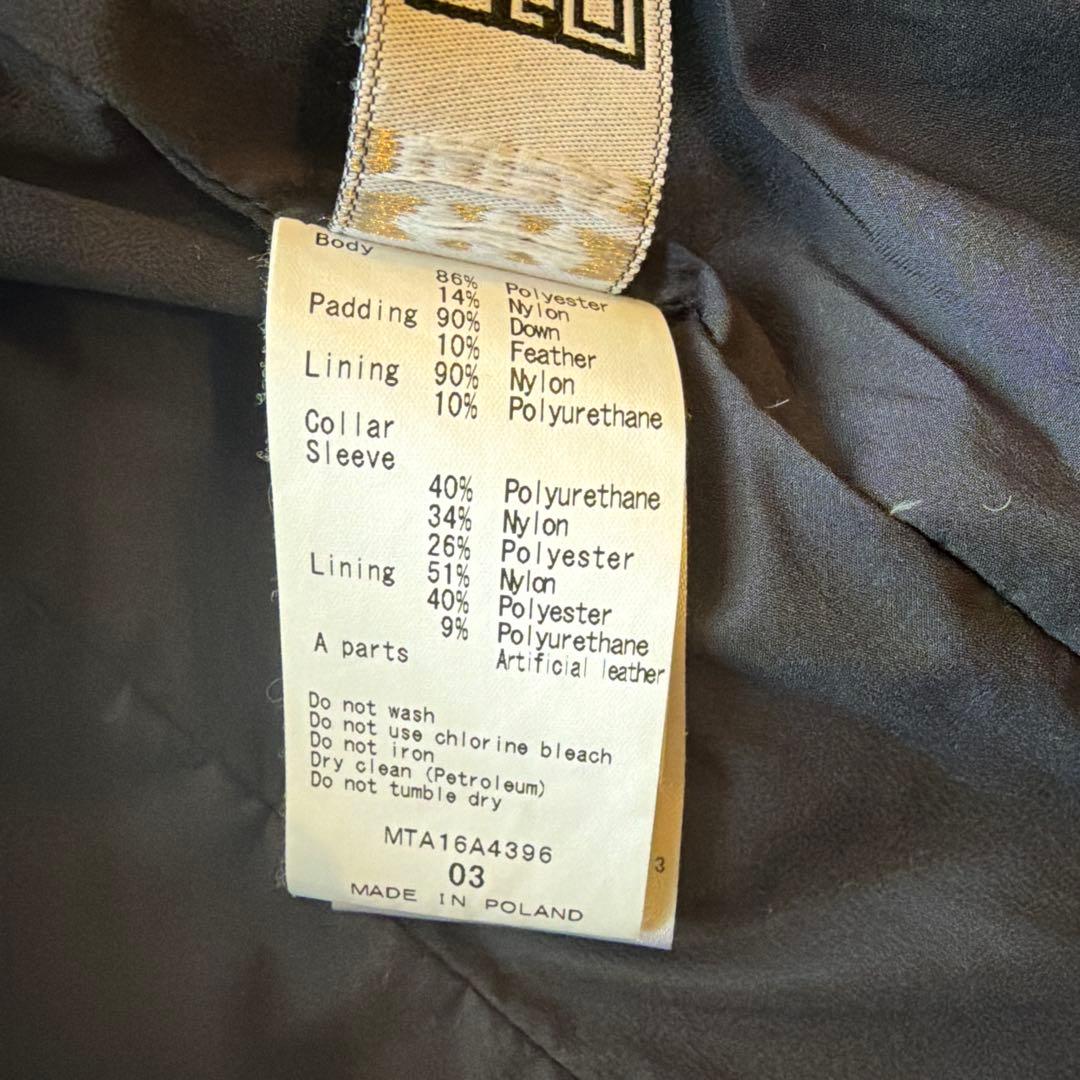 Body
86% Polyester
14% Nylon
Padding 90% Down
10% Feather
Lining 90% Nylon
10% Polyurethane
Collar
Sleeve
40% Polyurethane
34% Nylon
26% Polyester
Lining 51% Nylon
40% Polyester
9% Polyurethane
A parts Artificial leather
Do not wash
Do not use chlorine bleach
Do not iron
Dry clean (Petroleum)
Do not tumble dry
MTA16A4396
03
3
MADE IN POLAND